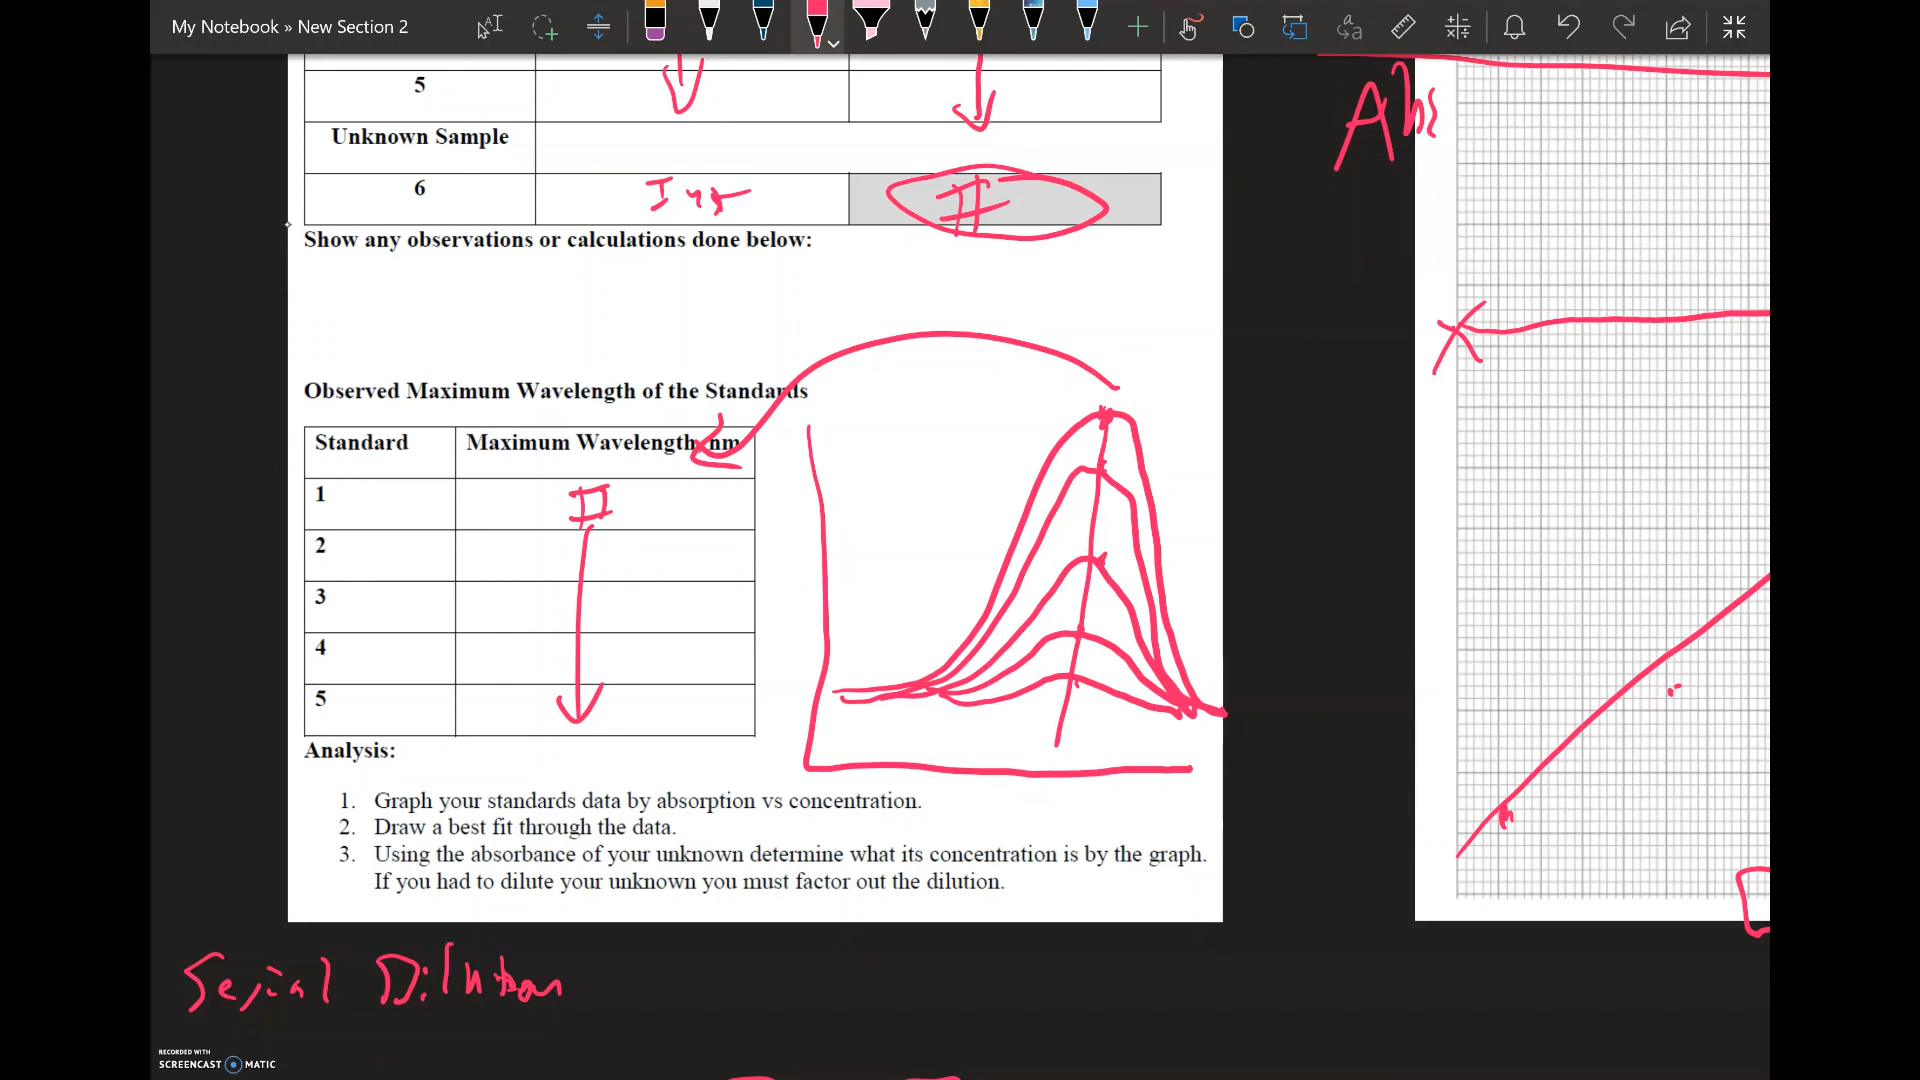 My Notebook » New Section 2
5
Unknown Sample
6
#
Show any observations or calculations done below:
Abs
Observed Maximum Wavelength of the Standards
Standard Maximum Wavelength, nm
1
2
3
4
5
Analysis:
1. Graph your standards data by absorption vs concentration.
2. Draw a best fit through the data.
3. Using the absorbance of your unknown determine what its concentration is by the graph.
If you had to dilute your unknown you must factor out the dilution.
Serial Dilution
RECORDED WITH
SCREENCAST MATIC